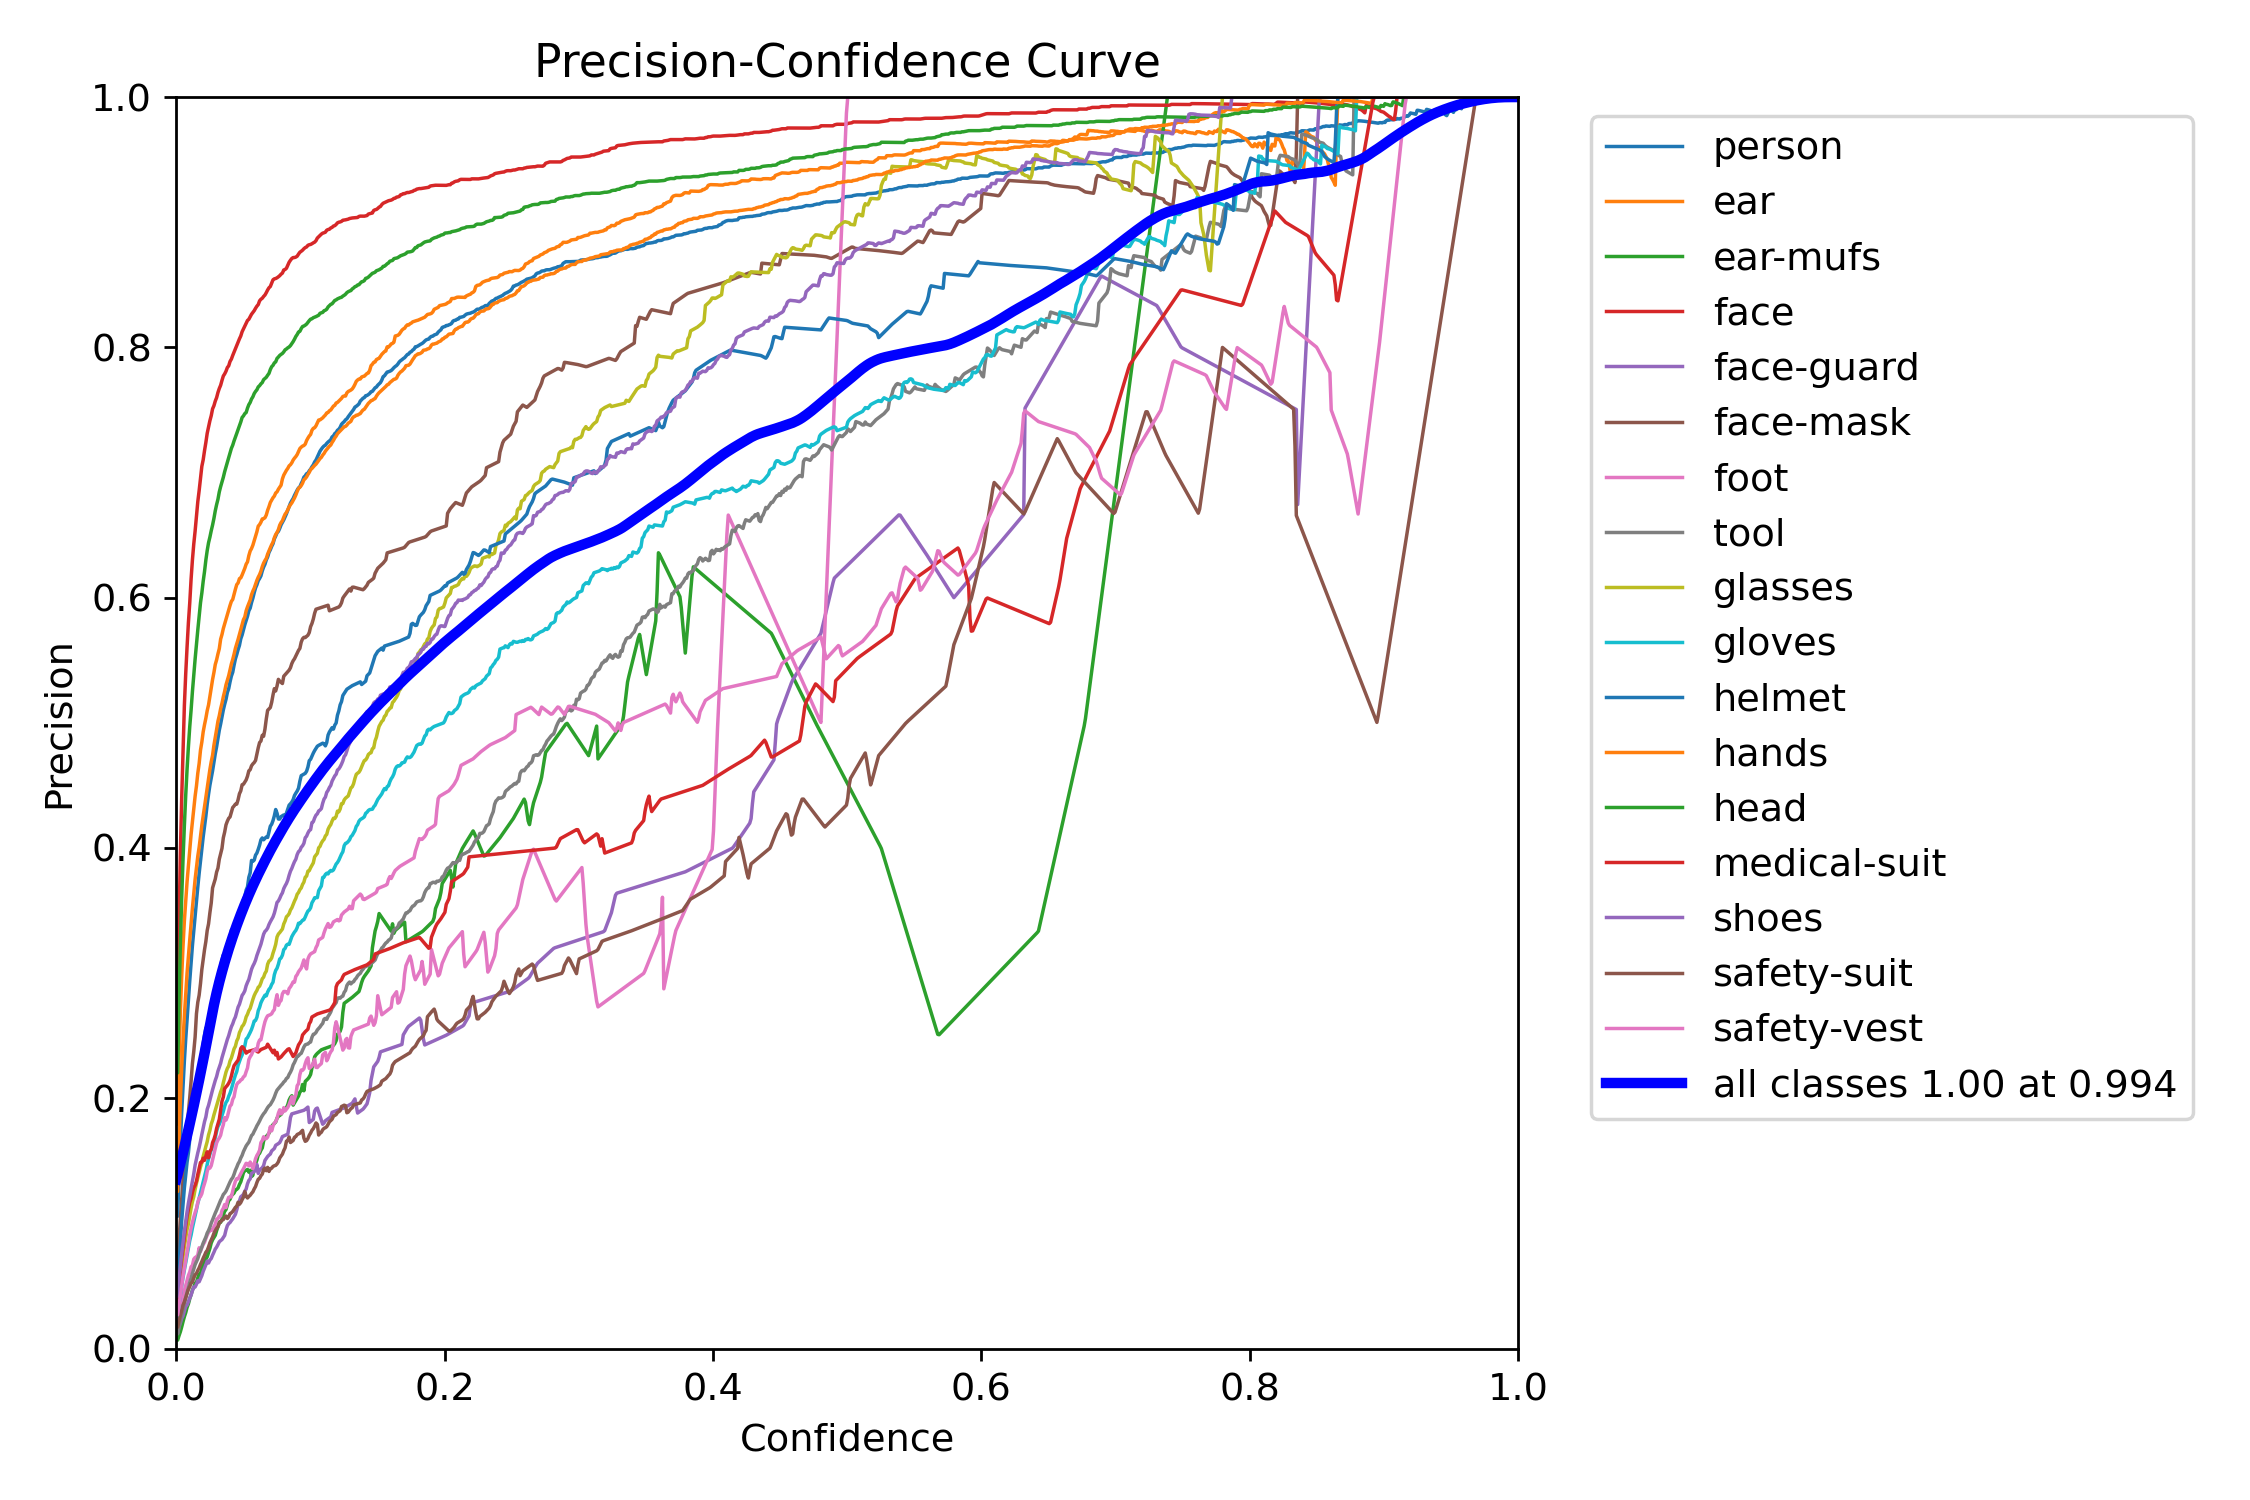 Precision-Confidence Curve
1.0
0.8
0.6
0.4
0.2
0.0
Precision
0.0 0.2 0.4 0.6 0.8 1.0
Confidence
person
ear
ear-mufs
face
face-guard
face-mask
foot
tool
glasses
gloves
helmet
hands
head
medical-suit
shoes
safety-suit
safety-vest
all classes 1.00 at 0.994